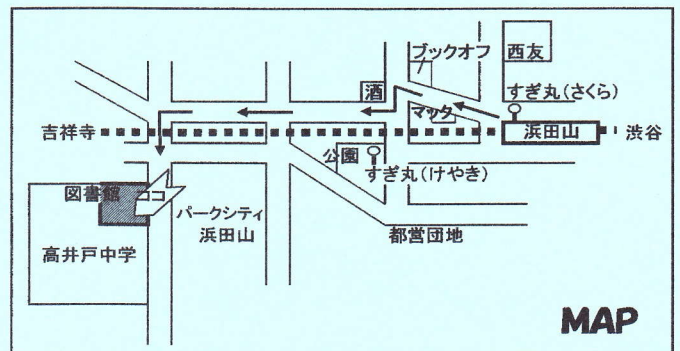 ブックオフ
西友
酒
すぎ丸(さくら)
マック
吉祥寺
浜田山
渋谷
公園
すぎ丸(けやき)
図書館
ココ
パークシティ
浜田山
都営団地
高井戸中学
MAP